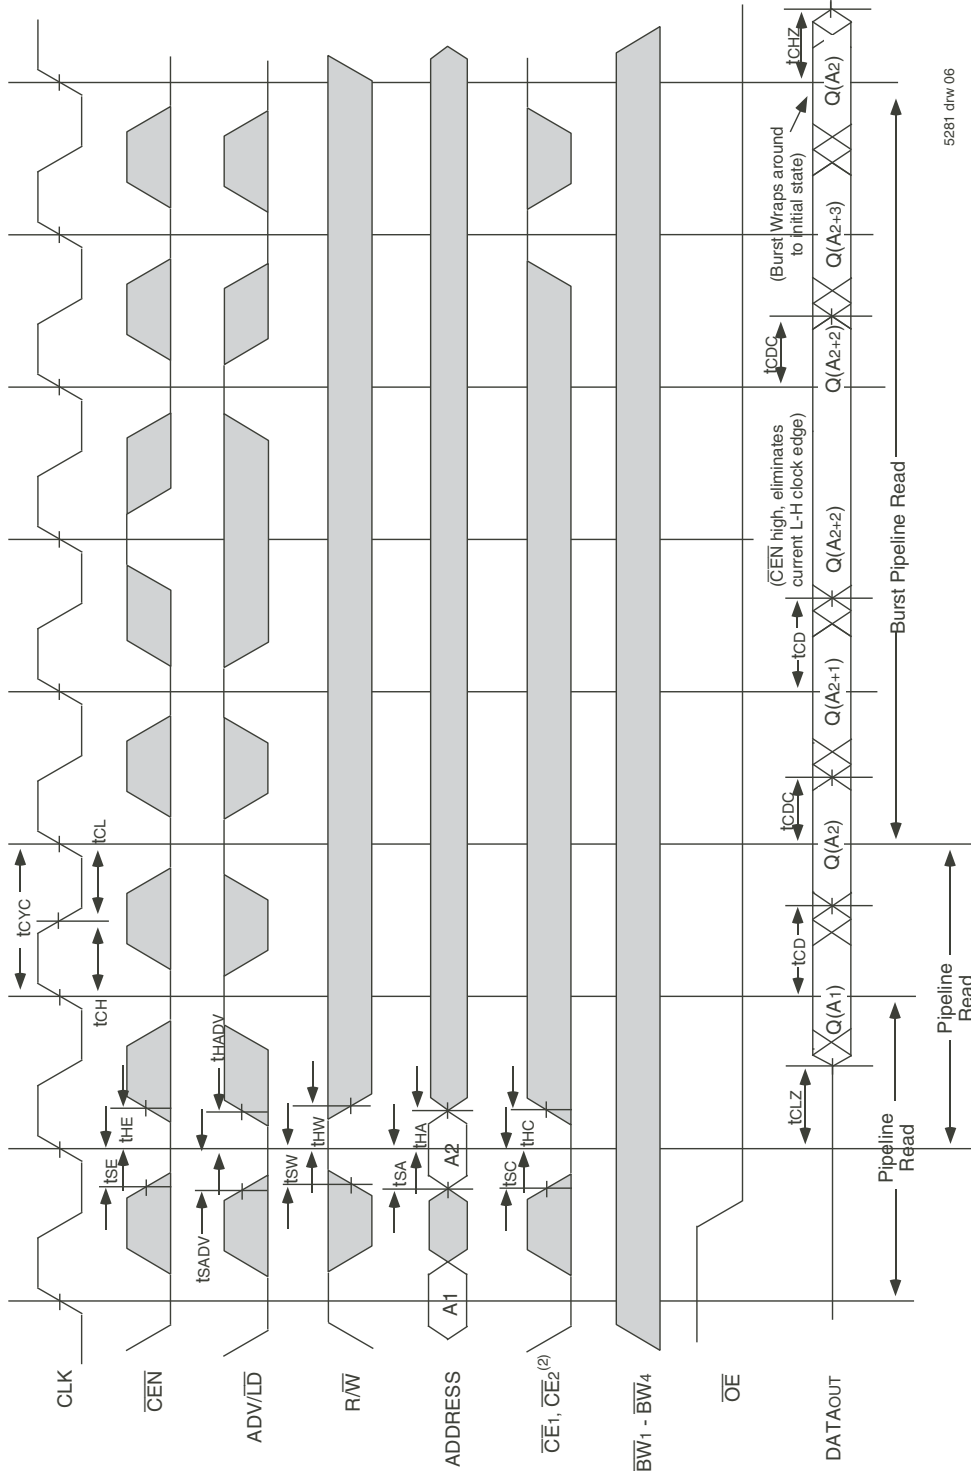 CLK
tCYC
tCH
tCL
CEN
tSE
tHE
ADV/LD
tSADV
tHADV
R/W
tSW
tHW
ADDRESS
A1
A2
tSA
tHA
CE1, CE2(2)
tSC
tHC
BW1 - BW4
OE
DATAOUT
tCLZ
tCD
tCDC
tCD
tCDC
tCHZ
(CEN high, eliminates
current L-H clock edge)
(Burst Wraps around
to initial state)
Q(A1)
Q(A2)
Q(A2+1)
Q(A2+2)
Q(A2+2)
Q(A2+3)
Q(A2)
Pipeline
Read
Pipeline
Read
Burst Pipeline Read
5281 drw 06